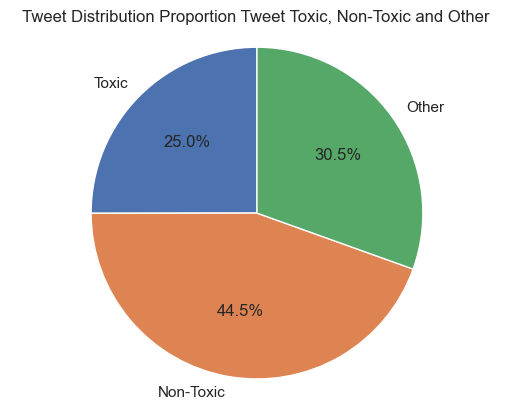 Tweet Distribution Proportion Tweet Toxic, Non-Toxic and Other
Toxic
Other
25.0%
30.5%
44.5%
Non-Toxic